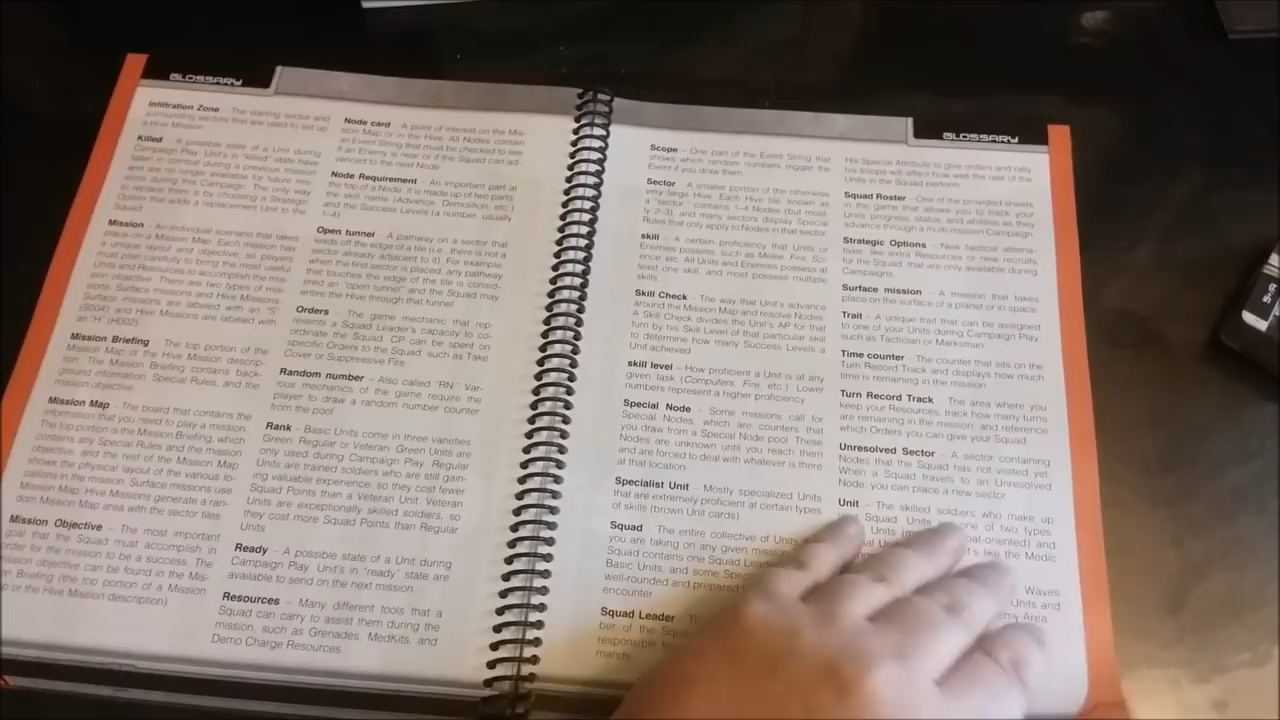 GLOSSARY
Infiltration Zone – The starting sector and
surrounding sectors that are used to set up
a Hive Mission.
Killed – A possible state of a Unit during
Campaign Play. Unit's in "killed" state have
fallen in combat during a previous mission
and are no longer available for future mis-
sions during this Campaign. The only way
to replace them is by choosing a Strategic
Option that adds a replacement Unit to the
Squad.
Mission – An individual scenario that takes
place on a Mission Map. Each mission has
a unique layout and objective, so players
must plan carefully to bring the most useful
Units and Resources to accomplish the mis-
sion objective. There are two types of mis-
sions: Surface missions and Hive Missions.
Surface missions are labeled with an "S"
(S004) and Hive Missions are labeled with
an "H" (H002).
Mission Briefing – The top portion of the
Mission Map or the Hive Mission descrip-
tion. The Mission Briefing contains back-
ground information, Special Rules, and the
mission objective.
Mission Map – The board that contains the
information that you need to play a mission.
The top portion is the Mission Briefing, which
contains any Special Rules and the mission
objective, and the rest of the Mission Map
shows the physical layout of the various lo-
cations in the mission. Surface missions use
Mission Map; Hive Missions generate a ran-
dom Mission Map area with the sector tiles.
Mission Objective – The most important
goal that the Squad must accomplish in
order for the mission to be a success. The
mission objective can be found in the Mis-
on Briefing (the top portion of a Mission
p or the Hive Mission description)
Node card – A point of interest on the Mis-
sion Map or in the Hive. All Nodes contain
an Event String that must be checked to see
if an Enemy is near or if the Squad can ad-
vanced to the next Node.
Node Requirement – An important part at
the top of a Node. It is made up of two parts:
the skill name (Advance, Demolition, etc.)
and the Success Levels (a number, usually
1–4)
Open tunnel – A pathway on a sector that
leads off the edge of a tile (i.e., there is not a
sector already adjacent to it). For example,
when the first sector is placed, any pathway
that touches the edge of the tile is consid-
ered an "open tunnel" and the Squad may
entire the Hive through that tunnel.
Orders – The game mechanic that rep-
resents a Squad Leader's capacity to co-
ordinate the Squad. CP can be spent on
specific Orders to the Squad, such as Take
Cover or Suppressive Fire.
Random number – Also called "RN." Var-
ious mechanics of the game require the
player to draw a random number counter
from the pool.
Rank – Basic Units come in three varieties
Green, Regular or Veteran. Green Units are
only used during Campaign Play. Regular
Units are trained soldiers who are still gain-
ing valuable experience, so they cost fewer
Squad Points than a Veteran Unit. Veteran
Units are exceptionally skilled soldiers, so
they cost more Squad Points than Regular
Units.
Ready – A possible state of a Unit during
Campaign Play. Unit's in "ready" state are
available to send on the next mission.
Resources – Many different tools that a
Squad can carry to assist them during the
mission, such as Grenades, MedKits, and
Demo Charge Resources.
GLOSSARY
Scope – One part of the Event String that
shows which random numbers trigger the
Event if you draw them.
Sector – A smaller portion of the otherwise
very large Hive. Each Hive tile, known as
a "sector" contains 1–4 Nodes (but most-
ly 2–3), and many sectors display Special
Rules that only apply to Nodes in that sector.
skill – A certain proficiency that Units or
Enemies possess, such as Melee, Fire, Sci-
ence etc. All Units and Enemies possess at
least one skill, and most possess multiple
skills.
Skill Check – The way that Unit's advance
around the Mission Map and resolve Nodes.
A Skill Check divides the Unit's AP for that
turn by his Skill Level of that particular skill
to determine how many Success Levels a
Unit achieved.
skill level – How proficient a Unit is at any
given task (Computers, Fire, etc.). Lower
numbers represent a higher proficiency.
Special Node – Some missions call for
Special Nodes, which are counters that
you draw from a Special Node pool. These
Nodes are unknown until you reach them
and are forced to deal with whatever is there
at that location.
Specialist Unit – Mostly specialized Units
that are extremely proficient at certain types
of skills (brown Unit cards)
Squad – The entire collective of Units
you are taking on any given mission
Squad contains one Squad Leade
Basic Units, and some Spec
well-rounded and prepared
encounter.
Squad Leader – Th
ber of the Squa
responsible
mands
His Special Attribute to give orders and rally
his troops will affect how well the rest of the
Units in the Squad perform.
Squad Roster – One of the provided sheets
in the game that allows you to track your
Units progress, status, and abilities as they
advance through a multi-mission Campaign.
Strategic Options – New tactical alterna-
tives, like extra Resources or new recruits
for the Squad, that are only available during
Campaigns.
Surface mission – A mission that takes
place on the surface of a planet or in space.
Trait – A unique trait that can be assigned
to one of your Units during Campaign Play,
such as Tactician or Marksman.
Time counter – The counter that sits on the
Turn Record Track and displays how much
time is remaining in the mission.
Turn Record Track – The area where you
keep your Resources, track how many turns
are remaining in the mission, and reference
which Orders you can give your Squad.
Unresolved Sector – A sector containing
Nodes that the Squad has not visited yet.
When a Squad travels to an Unresolved
Node, you can place a new sector
Unit – The skilled soldiers who make up
Squad Units one of two types
Units (m bat-oriented) and
ial Un t's like the Medic
Waves
Units and
emy Area